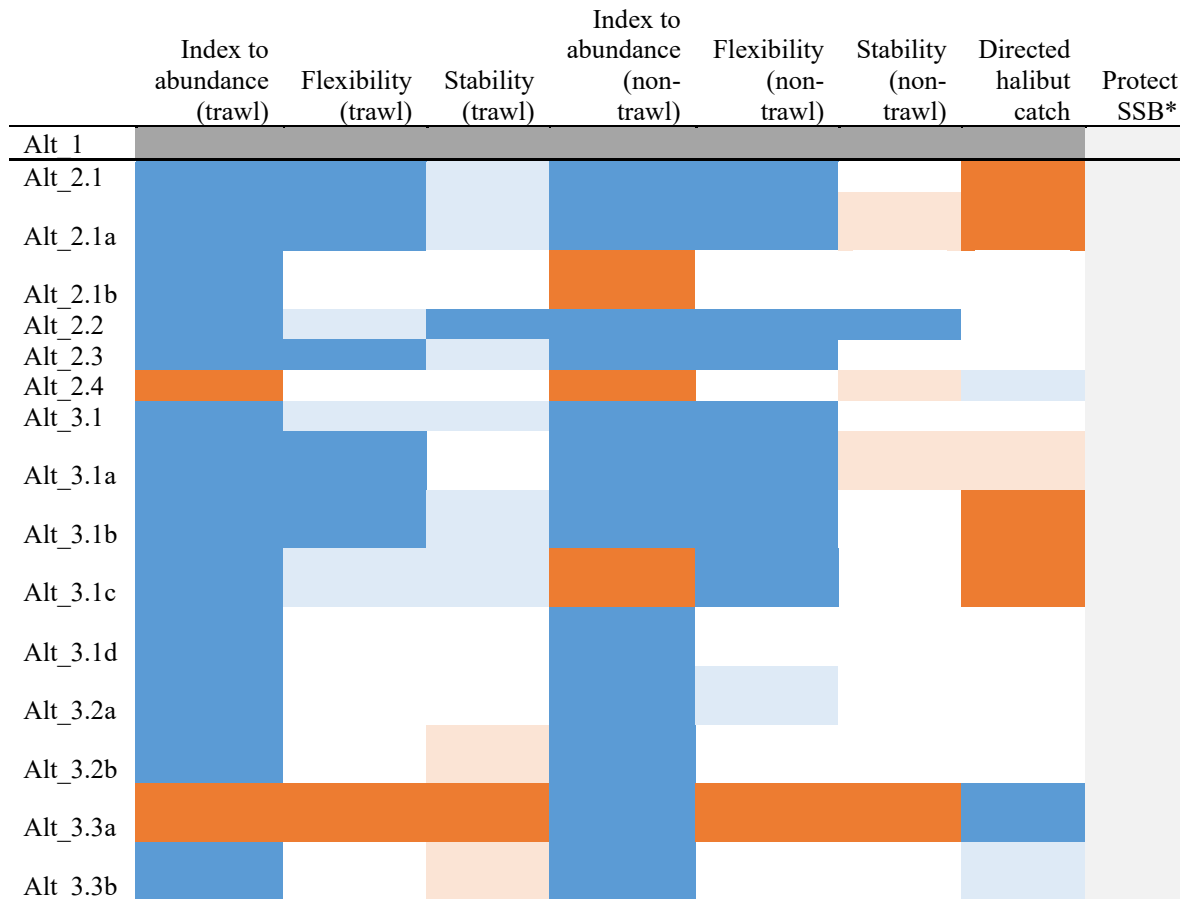 Index to abundance (trawl)
Flexibility (trawl)
Stability (trawl)
Index to abundance (non-trawl)
Flexibility (non-trawl)
Stability (non-trawl)
Directed halibut catch
Protect SSB*
Alt_1
Alt_2.1
Alt_2.1a
Alt_2.1b
Alt_2.2
Alt_2.3
Alt_2.4
Alt_3.1
Alt_3.1a
Alt_3.1b
Alt_3.1c
Alt_3.1d
Alt_3.2a
Alt_3.2b
Alt_3.3a
Alt_3.3b